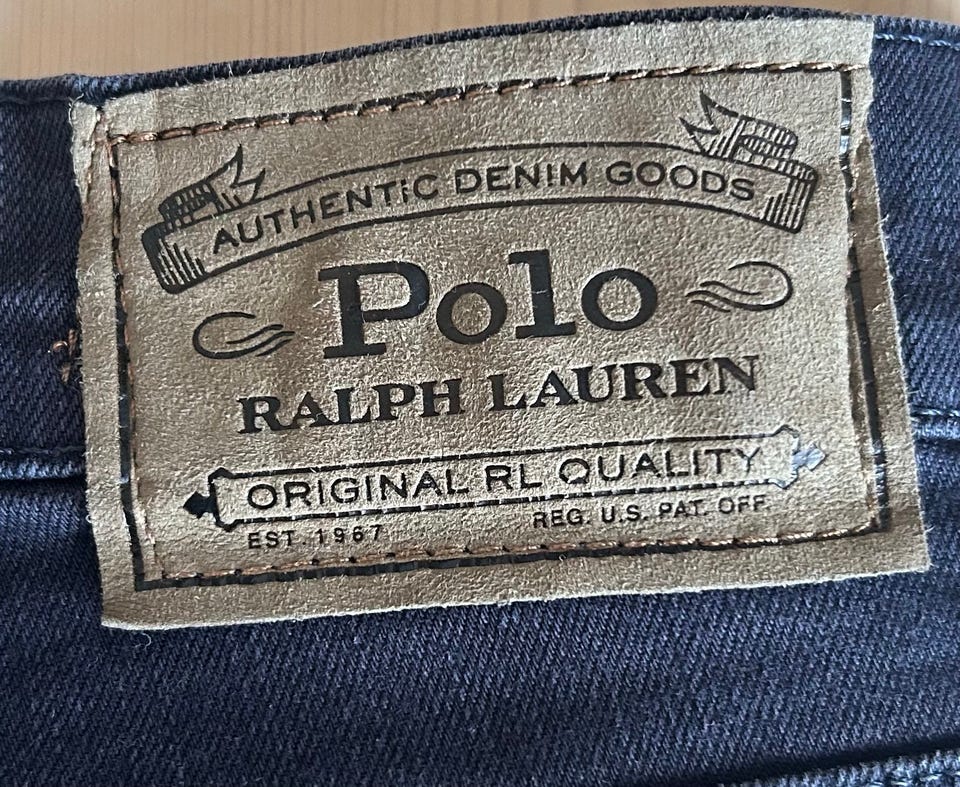 AUTHENTiC DENIM GOODS
Polo
RALPH LAUREN
ORIGINAL RL QUALITY
EST. 1967
REG. U.S. PAT. OFF.